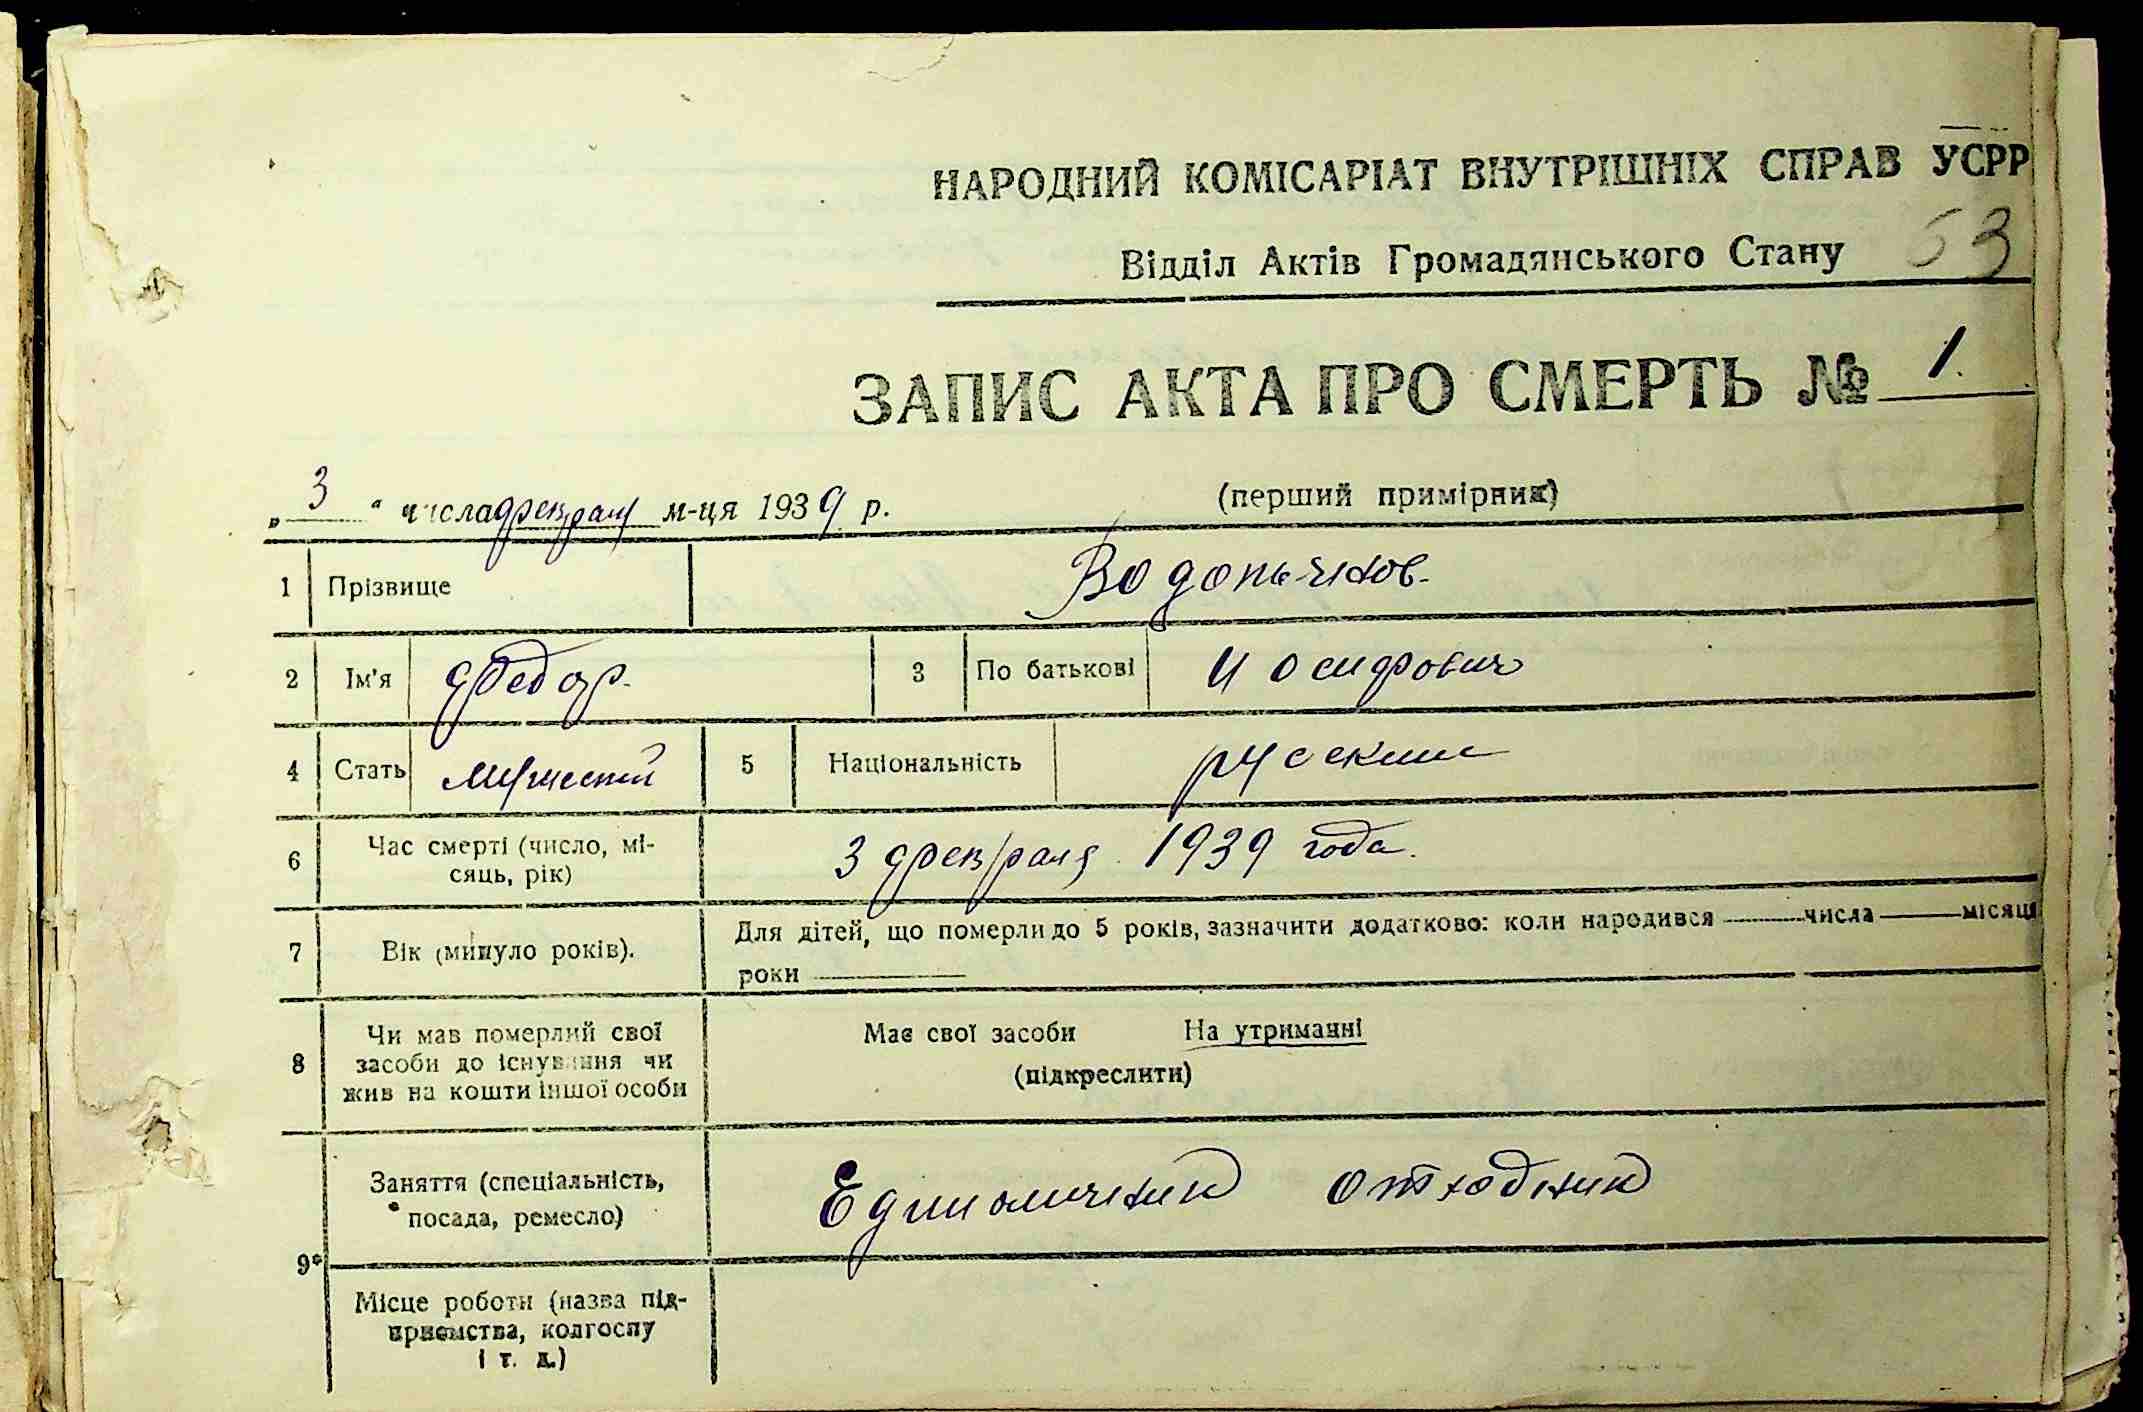 НАРОДНИЙ КОМІСАРІАТ ВНУТРІШНІХ СПРАВ УСРР
Відділ Актів Громадянського Стану 53
ЗАПИС АКТА ПРО СМЕРТЬ № 1
„ 3 “ числа февраля м-ця 1939 р. (перший примірник)
1 Прізвище Водопьянов.
2 Ім'я Федор. 3 По батькові Иосифович
4 Стать мужской 5 Національність русский
6 Час смерті (число, мі-
сяць, рік) 3 февраля 1939 года.
7 Вік (минуло років). Для дітей, що померли до 5 років, зазначити додатково: коли народився ——— числа ——— місяця
роки ———
8 Чи мав померлий свої
засоби до існування чи
жив на кошти іншої особи
Має свої засоби На утриманні
(підкреслити)
9* Заняття (спеціальність,
посада, ремесло) Единоличник отходник
Місце роботи (назва під-
приємства, колгоспу
і т. д.)